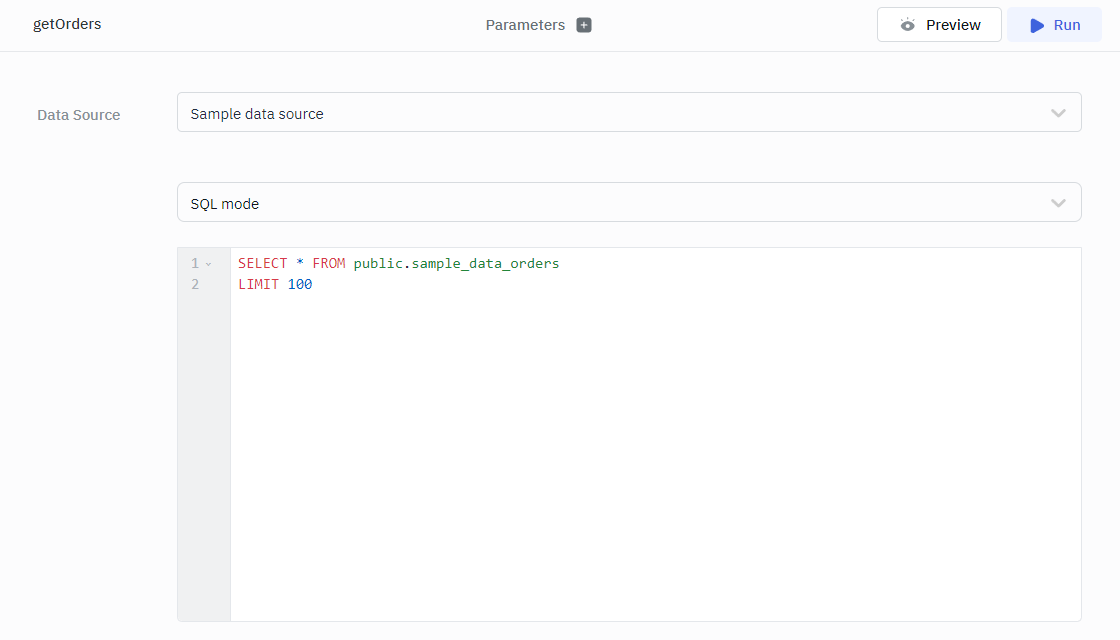 getOrders
Parameters +
Preview
Run
Data Source
Sample data source
SQL mode
1 SELECT * FROM public.sample_data_orders
2 LIMIT 100